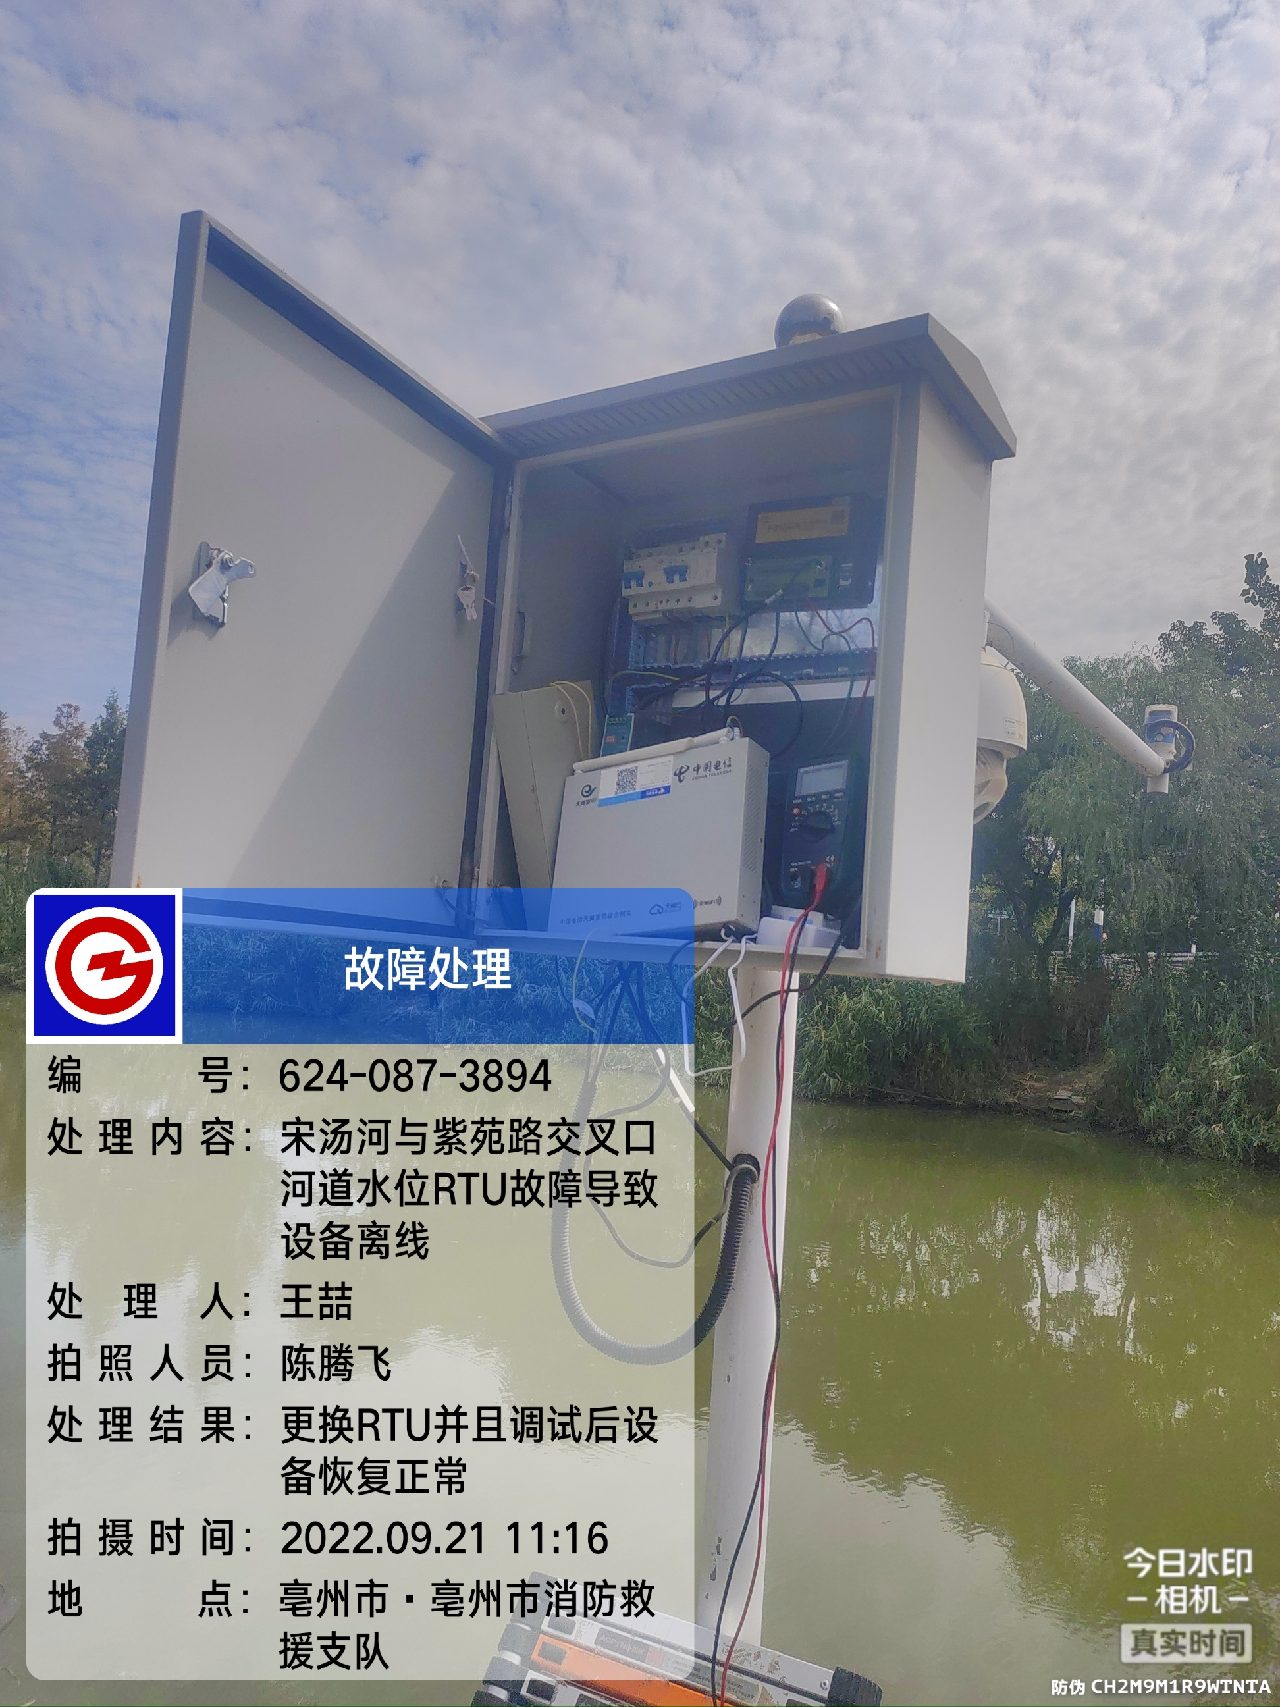 中国电信
故障处理
编号：624-087-3894
处理内容：宋汤河与紫苑路交叉口
河道水位RTU故障导致
设备离线
处理人：王喆
拍照人员：陈腾飞
处理结果：更换RTU并且调试后设
备恢复正常
拍摄时间：2022.09.21 11:16
地点：亳州市·亳州市消防救
援支队
今日水印
相机
真实时间
防伪 CH2M9M1R9WTNTA